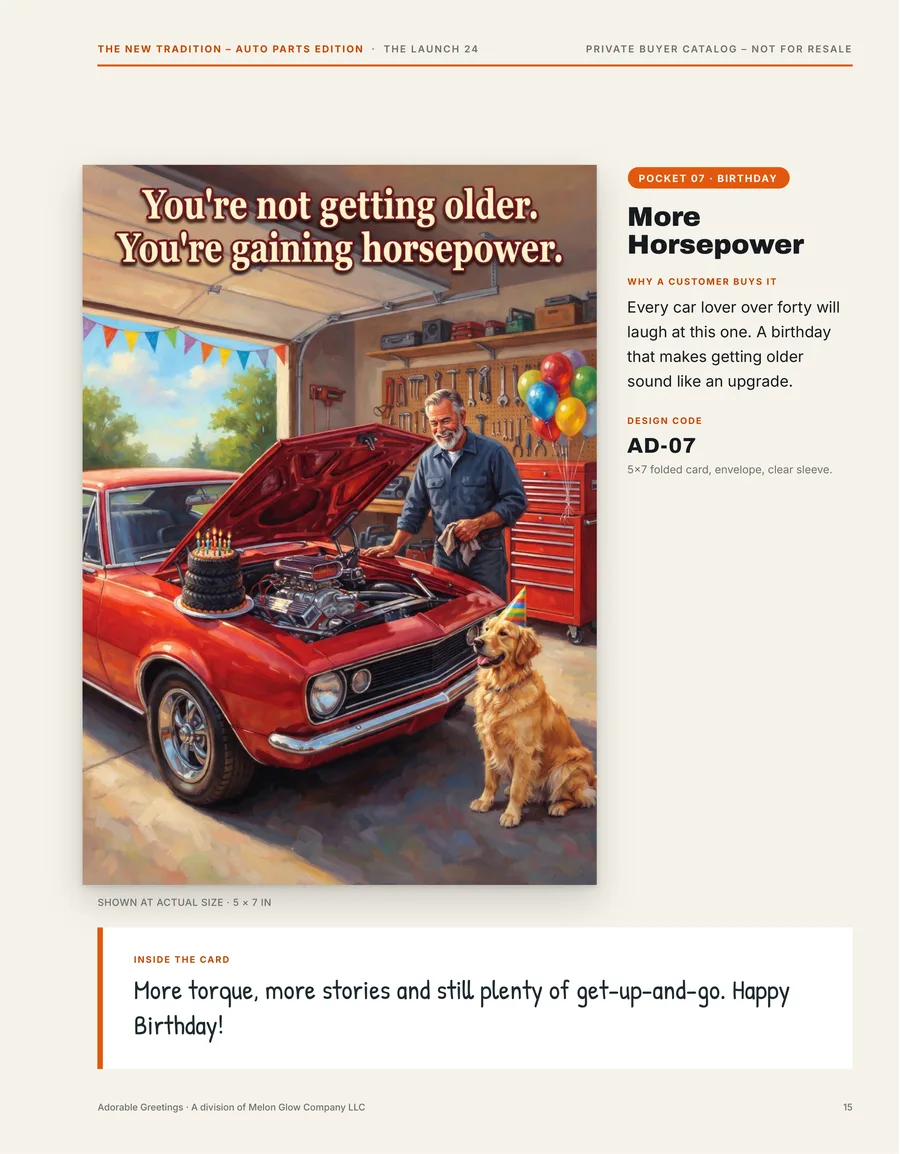 THE NEW TRADITION – AUTO PARTS EDITION · THE LAUNCH 24
PRIVATE BUYER CATALOG – NOT FOR RESALE
You're not getting older.
You're gaining horsepower.
POCKET 07 · BIRTHDAY
More
Horsepower
WHY A CUSTOMER BUYS IT
Every car lover over forty will
laugh at this one. A birthday
that makes getting older
sound like an upgrade.
DESIGN CODE
AD-07
5×7 folded card, envelope, clear sleeve.
SHOWN AT ACTUAL SIZE · 5 × 7 IN
INSIDE THE CARD
More torque, more stories and still plenty of get-up-and-go. Happy
Birthday!
Adorable Greetings · A division of Melon Glow Company LLC
15